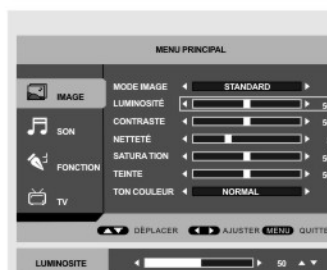 MENU PRINCIPAL
IMAGE
SON
FONCTION
TV
MODE IMAGE STANDARD
LUMINOSITÉ
CONTRASTE
NETTETÉ
SATURA TION
TEINTE
TON COULEUR NORMAL
DÉPLACER AJUSTER MENU QUITTE
LUMINOSITE 50